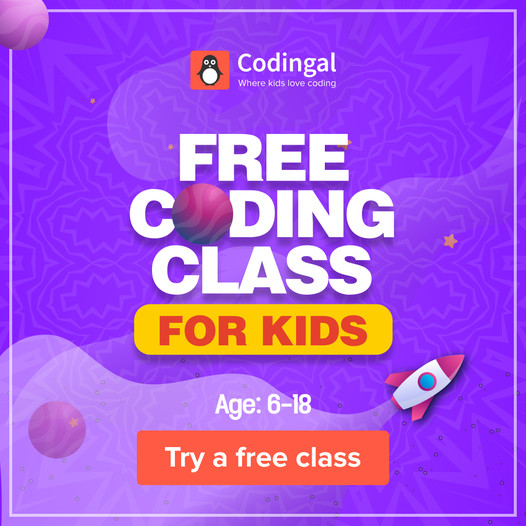 Codingal
Where kids love coding
FREE
CODING
CLASS
FOR KIDS
Age: 6-18
Try a free class